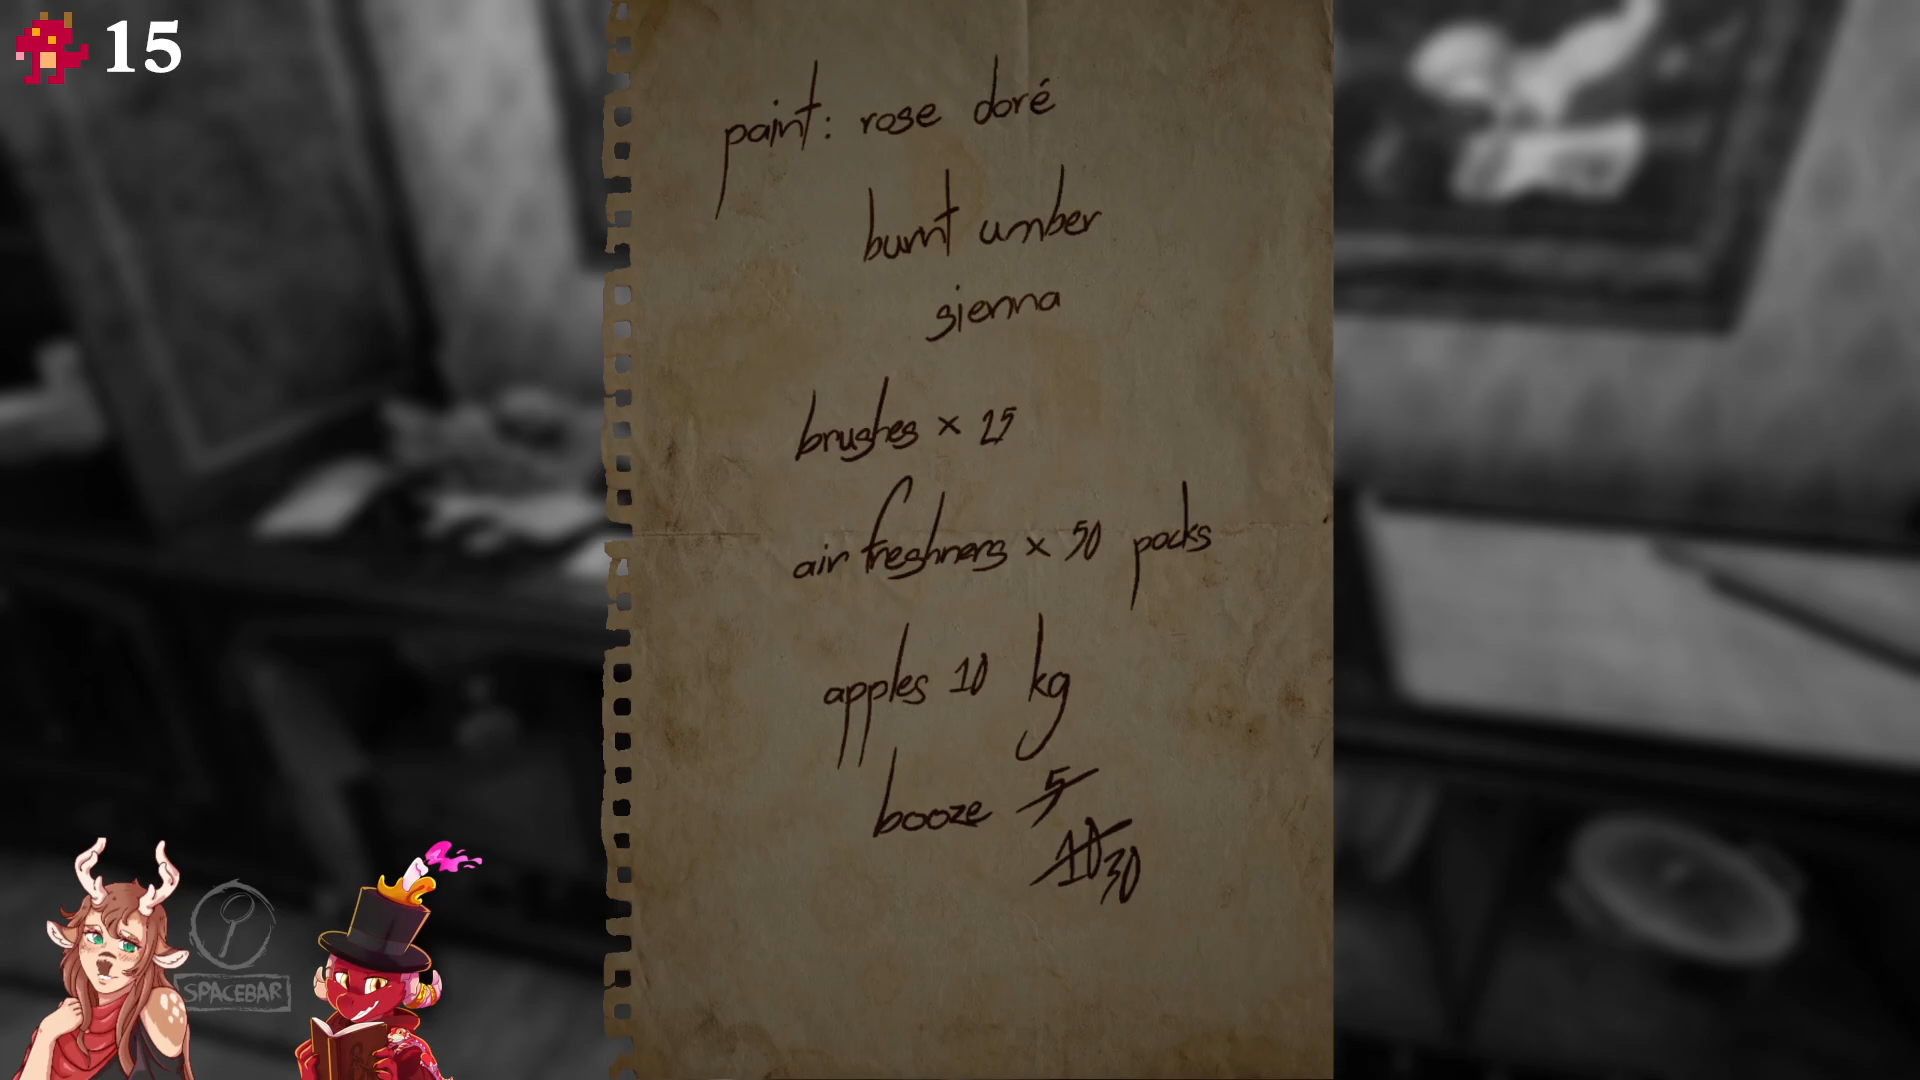 15
paint: rose doré
burnt umber
sienna
brushes × 25
air freshners × 50 packs
apples 10 kg
booze 5
10 30
SPACEBAR